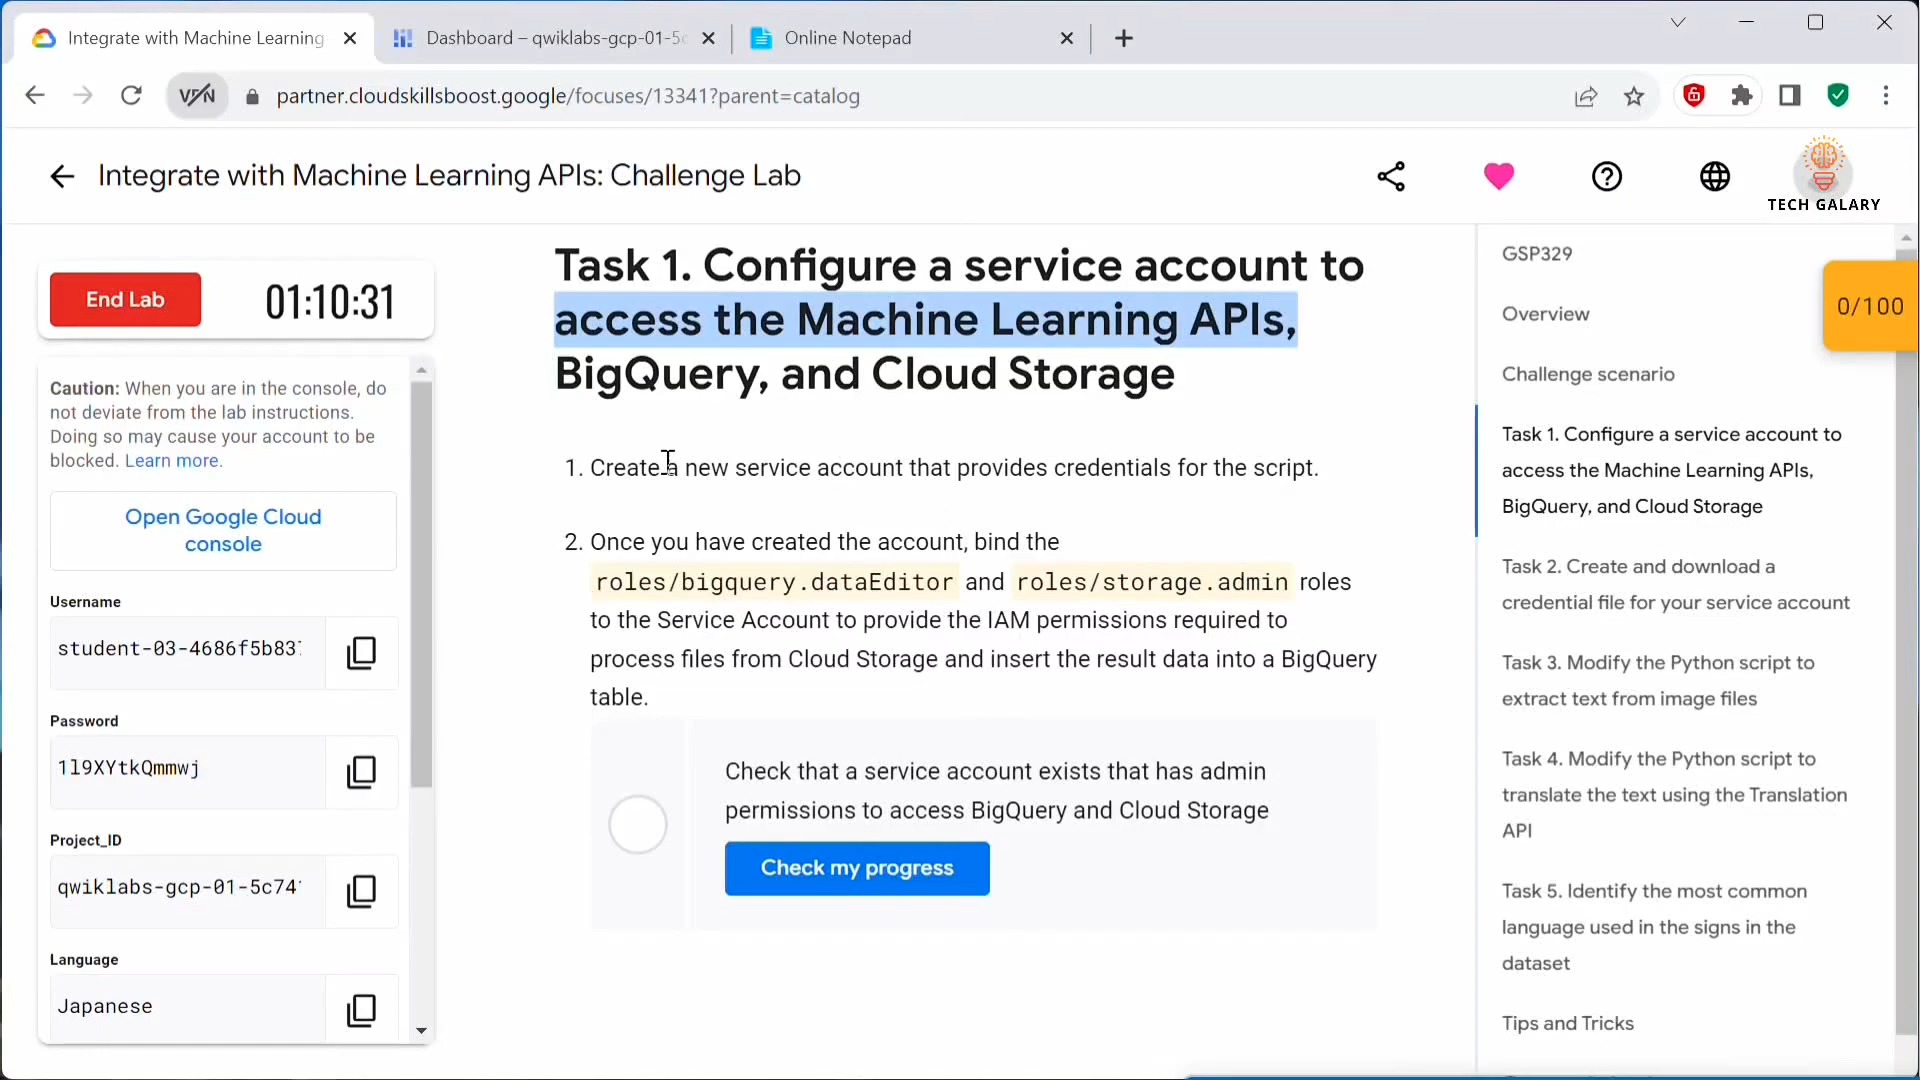 Integrate with Machine Learning
Dashboard – qwiklabs-gcp-01-5c
Online Notepad
VPN
partner.cloudskillsboost.google/focuses/13341?parent=catalog
Integrate with Machine Learning APIs: Challenge Lab
TECH GALARY
End Lab
01:10:31
Caution: When you are in the console, do
not deviate from the lab instructions.
Doing so may cause your account to be
blocked. Learn more.
Open Google Cloud
console
Username
student-03-4686f5b837
Password
1l9XYtkQmmwj
Project_ID
qwiklabs-gcp-01-5c741
Language
Japanese
Task 1. Configure a service account to
access the Machine Learning APIs,
BigQuery, and Cloud Storage
1. Create a new service account that provides credentials for the script.
2. Once you have created the account, bind the
roles/bigquery.dataEditor and roles/storage.admin roles
to the Service Account to provide the IAM permissions required to
process files from Cloud Storage and insert the result data into a BigQuery
table.
Check that a service account exists that has admin
permissions to access BigQuery and Cloud Storage
Check my progress
GSP329
0/100
Overview
Challenge scenario
Task 1. Configure a service account to
access the Machine Learning APIs,
BigQuery, and Cloud Storage
Task 2. Create and download a
credential file for your service account
Task 3. Modify the Python script to
extract text from image files
Task 4. Modify the Python script to
translate the text using the Translation
API
Task 5. Identify the most common
language used in the signs in the
dataset
Tips and Tricks